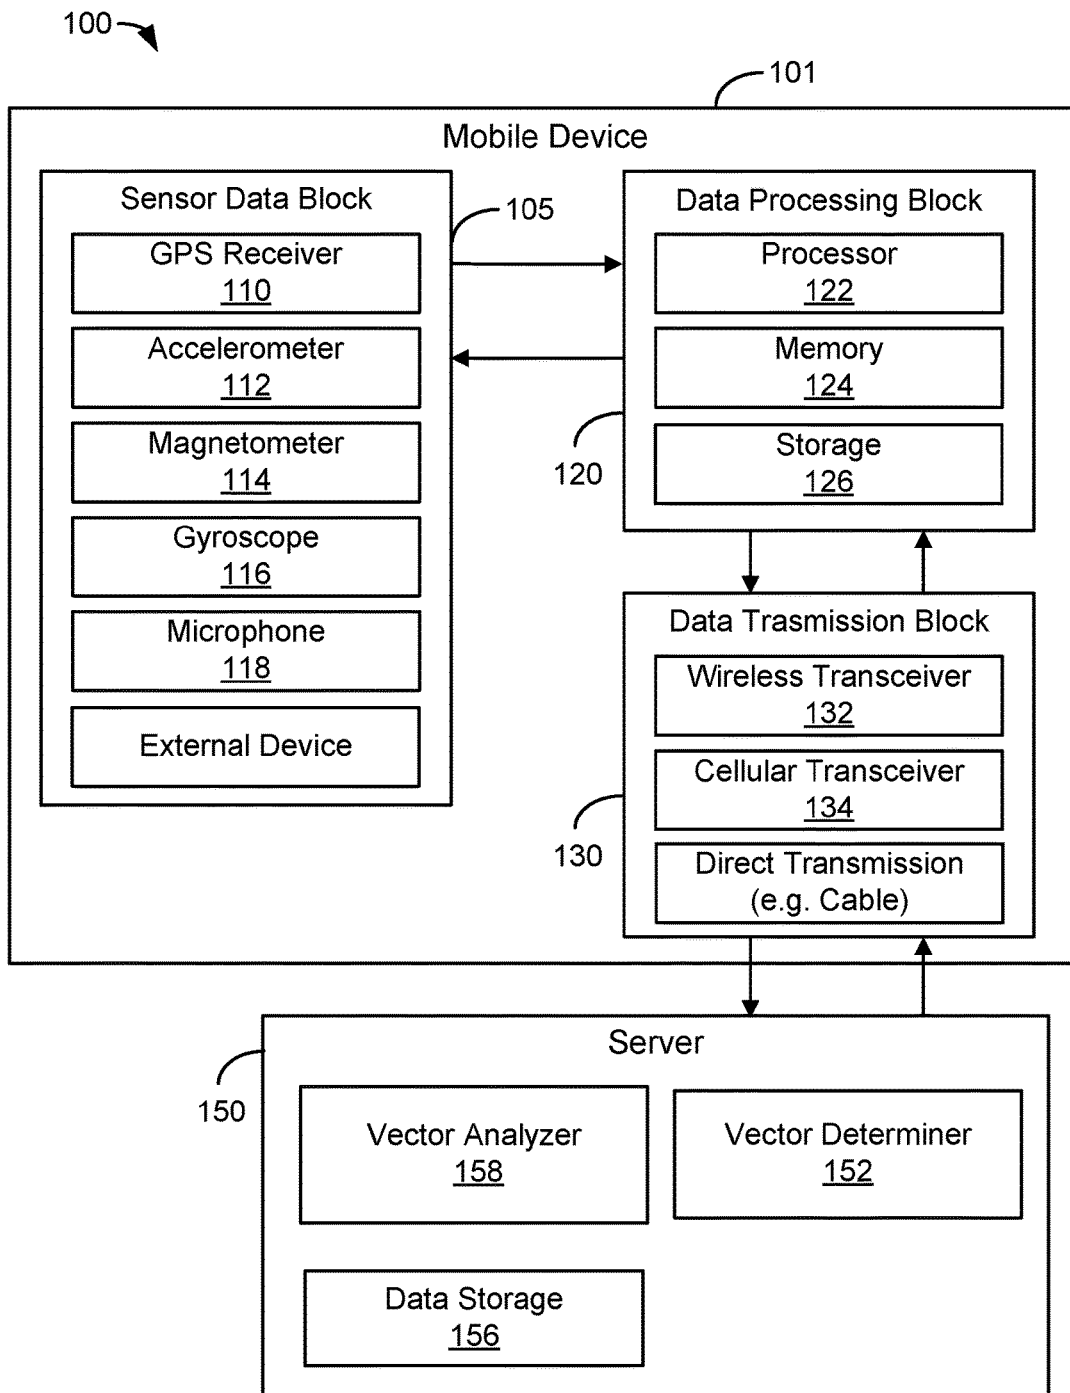 100
101
Mobile Device
Sensor Data Block
GPS Receiver
110
Accelerometer
112
Magnetometer
114
Gyroscope
116
Microphone
118
External Device
105
Data Processing Block
Processor
122
Memory
124
Storage
126
120
Data Trasmission Block
Wireless Transceiver
132
Cellular Transceiver
134
Direct Transmission
(e.g. Cable)
130
Server
150
Vector Analyzer
158
Vector Determiner
152
Data Storage
156